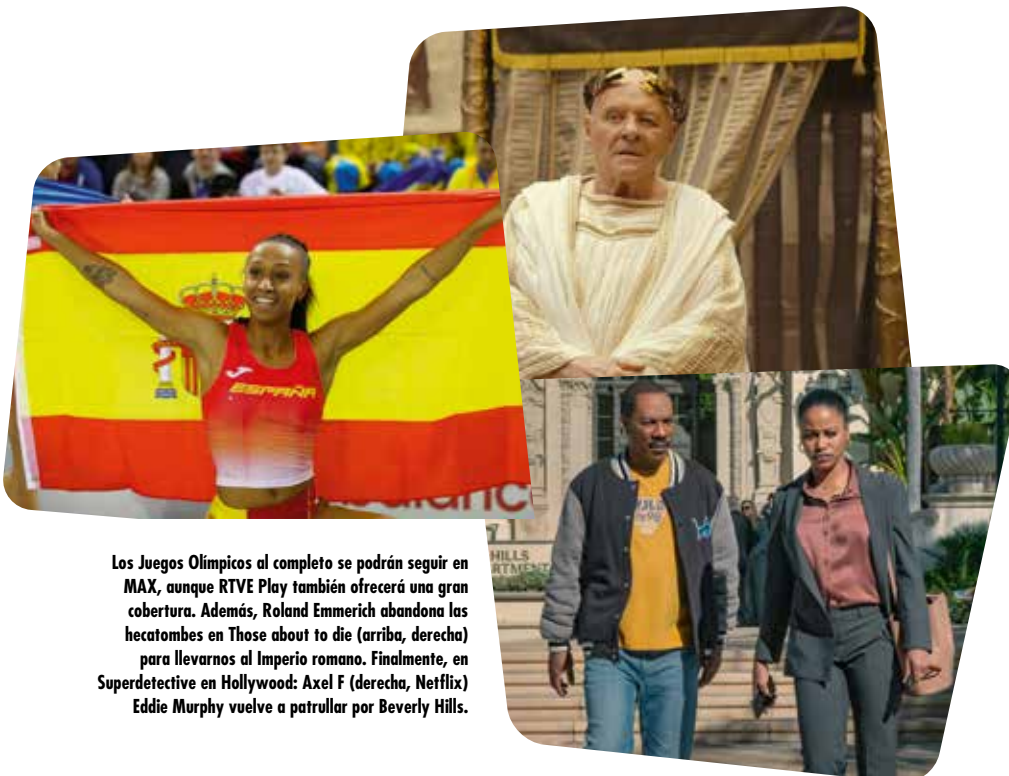 ESPAÑA
HILLS
Los Juegos Olímpicos al completo se podrán seguir en
MAX, aunque RTVE Play también ofrecerá una gran
cobertura. Además, Roland Emmerich abandona las
hecatombes en Those about to die (arriba, derecha)
para llevarnos al Imperio romano. Finalmente, en
Superdetective en Hollywood: Axel F (derecha, Netflix)
Eddie Murphy vuelve a patrullar por Beverly Hills.